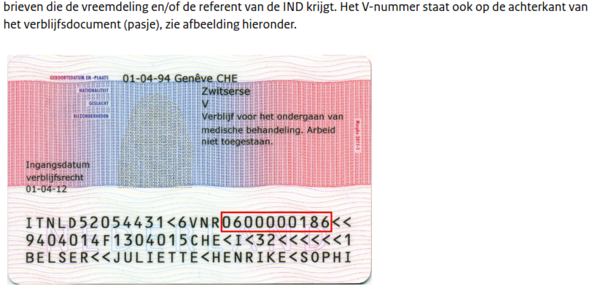 brieven die de vreemdeling en/of de referent van de IND krijgt. Het V-nummer staat ook op de achterkant van
het verblijfsdocument (pasje), zie afbeelding hieronder.
GEBOORTEDATUM EN -PLAATS 01-04-94 Genêve CHE
NATIONALITEIT Zwitserse
GESLACHT V
Verblijf voor het ondergaan van
medische behandeling. Arbeid
niet toegestaan.
Ingangsdatum
verblijfsrecht
01-04-12
ITNLD52054431<6VNR0600000186<<
9404014F1304015CHE<I<32<<<<<<1
BELSER<<JULIETTE<HENRIKE<SOPHI